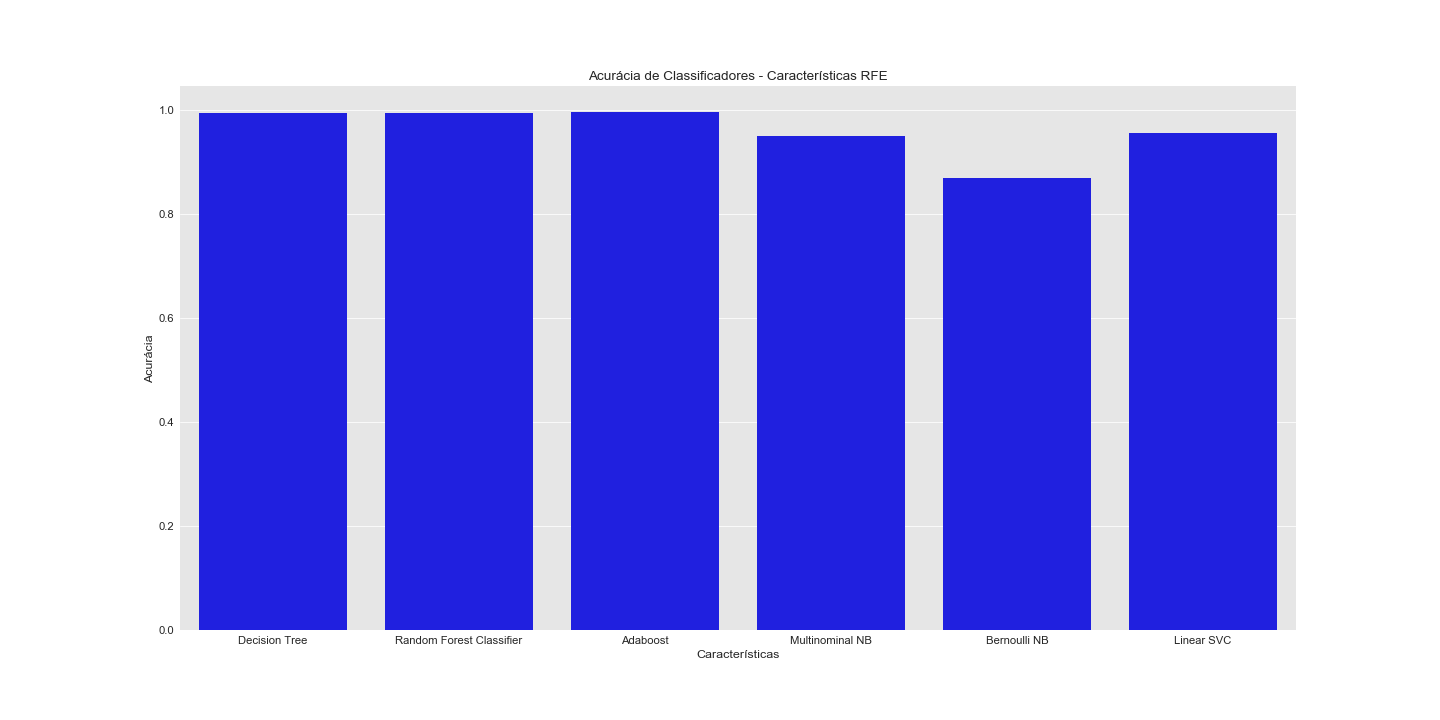 Acurácia de Classificadores - Características RFE
1.0
0.8
0.6
0.4
0.2
0.0
Acurácia
Decision Tree
Random Forest Classifier
Adaboost
Multinominal NB
Bernoulli NB
Linear SVC
Características